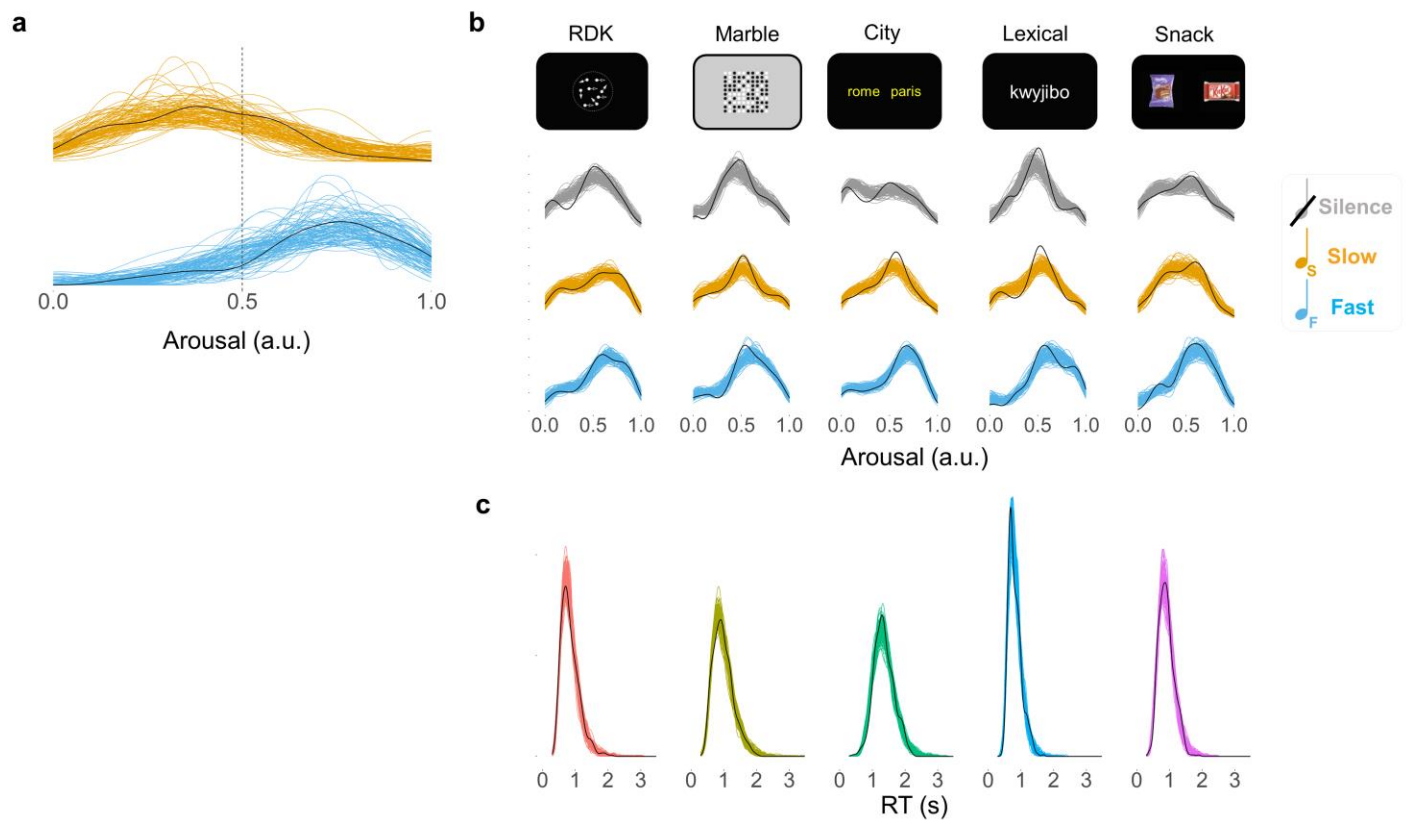 a
0.0 0.5 1.0
Arousal (a.u.)
b
RDK Marble City Lexical Snack
rome paris
kwyjibo
Silence
S Slow
F Fast
0.0 0.5 1.0 0.0 0.5 1.0 0.0 0.5 1.0 0.0 0.5 1.0 0.0 0.5 1.0
Arousal (a.u.)
c
0 1 2 3 0 1 2 3 0 1 2 3 0 1 2 3 0 1 2 3
RT (s)